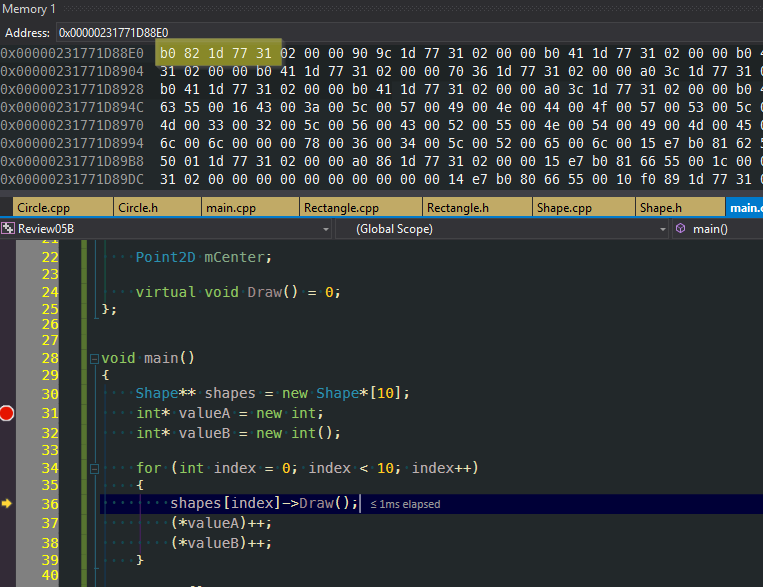 Memory 1
Address: 0x00000231771D88E0
0x00000231771D88E0 b0 82 1d 77 31 02 00 00 90 9c 1d 77 31 02 00 00 b0 41 1d 77 31 02 00 00 b0
0x00000231771D8904 31 02 00 00 b0 41 1d 77 31 02 00 00 70 36 1d 77 31 02 00 00 a0 3c 1d 77 31
0x00000231771D8928 b0 41 1d 77 31 02 00 00 b0 41 1d 77 31 02 00 00 a0 3c 1d 77 31 02 00 00 b0
0x00000231771D894C 63 55 00 16 43 00 3a 00 5c 00 57 00 49 00 4e 00 44 00 4f 00 57 00 53 00 5c
0x00000231771D8970 4d 00 33 00 32 00 5c 00 56 00 43 00 52 00 55 00 4e 00 54 00 49 00 4d 00 45
0x00000231771D8994 6c 00 6c 00 00 00 78 00 36 00 34 00 5c 00 52 00 65 00 6c 00 15 e7 b0 81 62
0x00000231771D89B8 50 01 1d 77 31 02 00 00 a0 86 1d 77 31 02 00 00 15 e7 b0 81 66 55 00 1c 00
0x00000231771D89DC 31 02 00 00 00 00 00 00 00 00 00 00 14 e7 b0 80 66 55 00 10 f0 89 1d 77 31
Circle.cpp Circle.h main.cpp Rectangle.cpp Rectangle.h Shape.cpp Shape.h main.
Review05B (Global Scope) main()
21
22 Point2D mCenter;
23
24 virtual void Draw() = 0;
25 };
26
27
28 void main()
29 {
30 Shape** shapes = new Shape*[10];
31 int* valueA = new int;
32 int* valueB = new int();
33
34 for (int index = 0; index < 10; index++)
35 {
36 shapes[index]->Draw(); ≤ 1ms elapsed
37 (*valueA)++;
38 (*valueB)++;
39 }
40